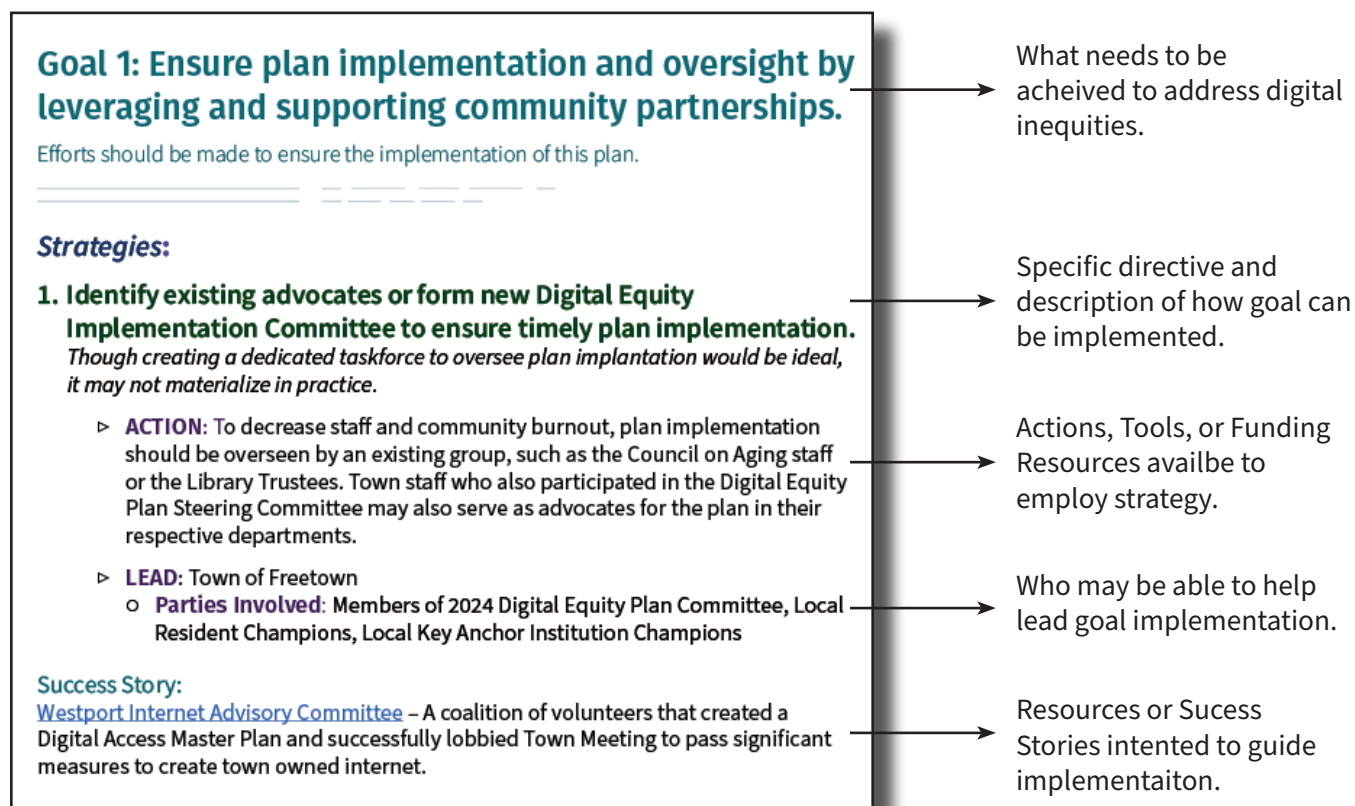 Goal 1: Ensure plan implementation and oversight by
leveraging and supporting community partnerships.
Efforts should be made to ensure the implementation of this plan.
Strategies:
1. Identify existing advocates or form new Digital Equity
Implementation Committee to ensure timely plan implementation.
Though creating a dedicated taskforce to oversee plan implantation would be ideal,
it may not materialize in practice.
ACTION: To decrease staff and community burnout, plan implementation
should be overseen by an existing group, such as the Council on Aging staff
or the Library Trustees. Town staff who also participated in the Digital Equity
Plan Steering Committee may also serve as advocates for the plan in their
respective departments.
LEAD: Town of Freetown
Parties Involved: Members of 2024 Digital Equity Plan Committee, Local
Resident Champions, Local Key Anchor Institution Champions
Success Story:
Westport Internet Advisory Committee – A coalition of volunteers that created a
Digital Access Master Plan and successfully lobbied Town Meeting to pass significant
measures to create town owned internet.
What needs to be
acheived to address digital
inequities.
Specific directive and
description of how goal can
be implemented.
Actions, Tools, or Funding
Resources availbe to
employ strategy.
Who may be able to help
lead goal implementation.
Resources or Sucess
Stories intented to guide
implementaiton.